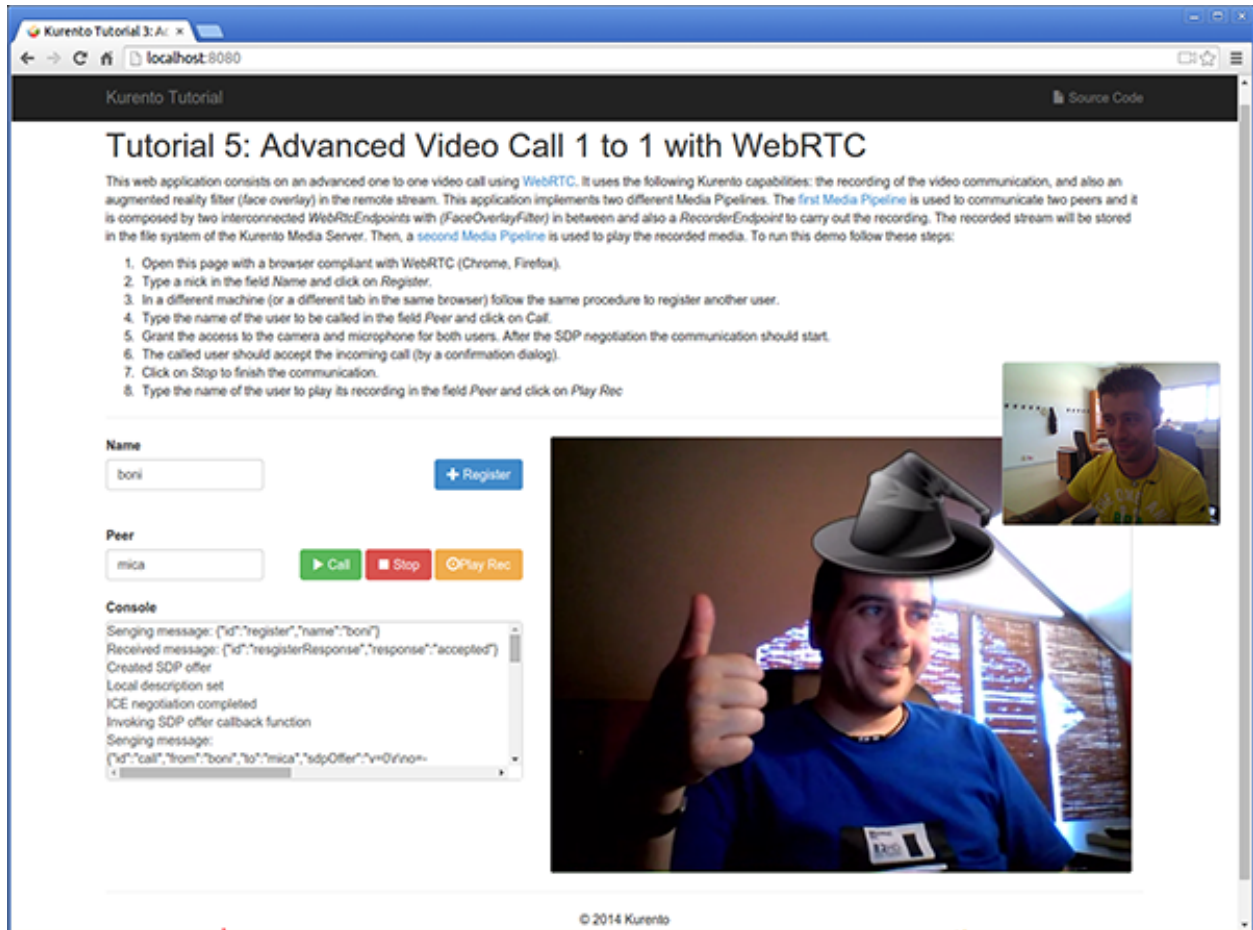 Kurento Tutorial 3: Ac
localhost:8080
Kurento Tutorial
Source Code
Tutorial 5: Advanced Video Call 1 to 1 with WebRTC
This web application consists on an advanced one to one video call using WebRTC. It uses the following Kurento capabilities: the recording of the video communication, and also an
augmented reality filter (face overlay) in the remote stream. This application implements two different Media Pipelines. The first Media Pipeline is used to communicate two peers and it
is composed by two interconnected WebRtcEndpoints with (FaceOverlayFilter) in between and also a RecorderEndpoint to carry out the recording. The recorded stream will be stored
in the file system of the Kurento Media Server. Then, a second Media Pipeline is used to play the recorded media. To run this demo follow these steps:
1. Open this page with a browser compliant with WebRTC (Chrome, Firefox).
2. Type a nick in the field Name and click on Register.
3. In a different machine (or a different tab in the same browser) follow the same procedure to register another user.
4. Type the name of the user to be called in the field Peer and click on Call.
5. Grant the access to the camera and microphone for both users. After the SDP negotiation the communication should start.
6. The called user should accept the incoming call (by a confirmation dialog).
7. Click on Stop to finish the communication.
8. Type the name of the user to play its recording in the field Peer and click on Play Rec
Name
boni
Register
Peer
mica
Call
Stop
Play Rec
Console
Senging message: {"id":"register","name":"boni"}
Received message: {"id":"resgisterResponse","response":"accepted"}
Created SDP offer
Local description set
ICE negotiation completed
Invoking SDP offer callback function
Senging message:
{"id":"call","from":"boni","to":"mica","sdpOffer":"v=0\r\no=-
© 2014 Kurento